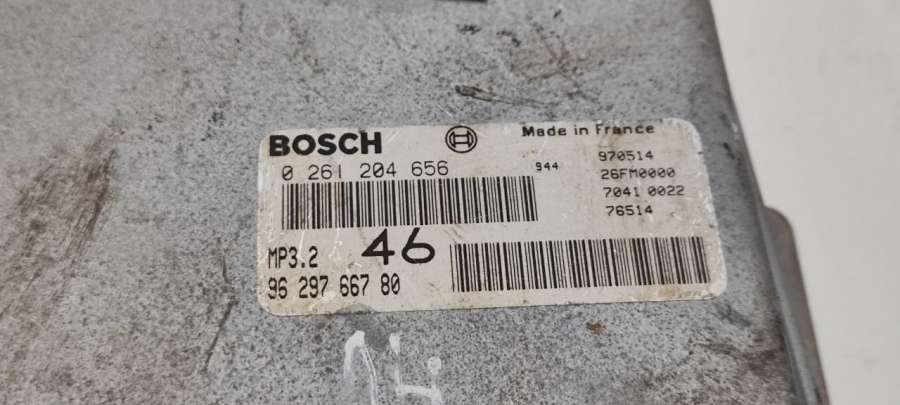 BOSCH
Made in France
0 261 204 656
944
970514
26FM0000
7041 0022
76514
MP3.2
46
96 297 667 80
14.